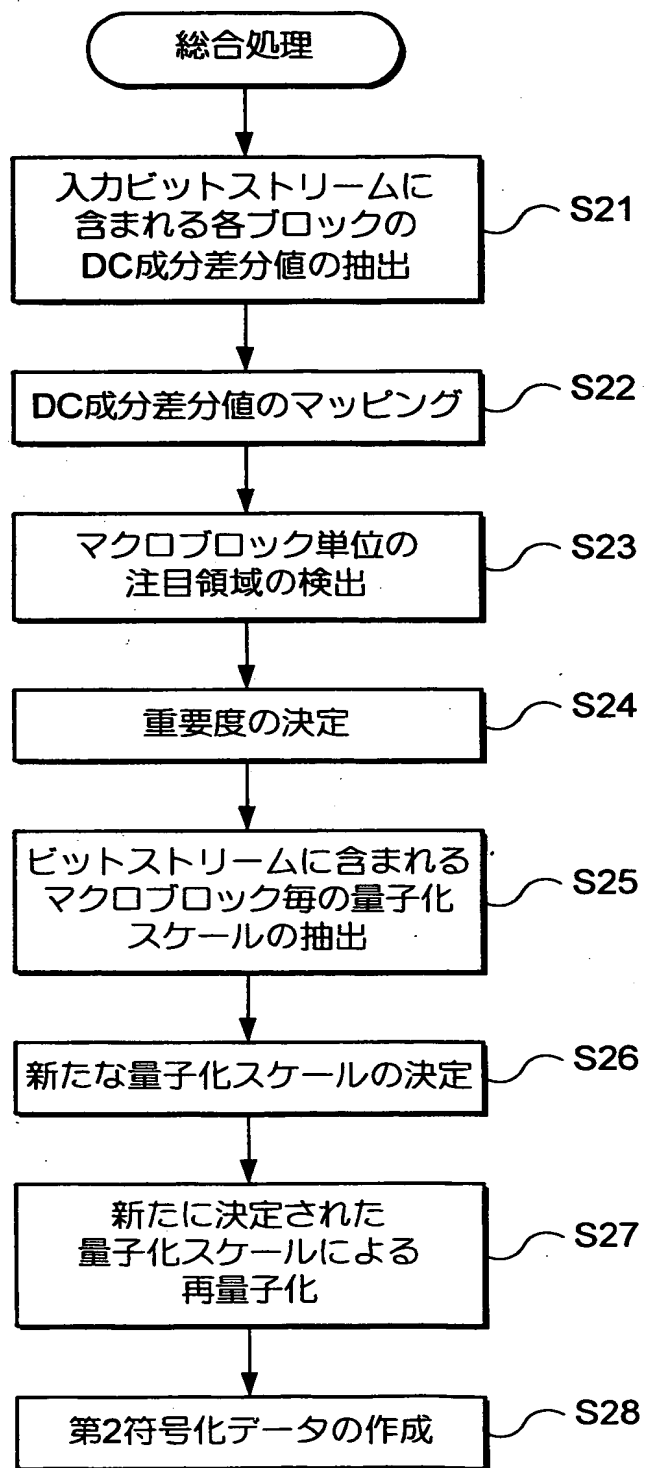 総合処理
入力ビットストリームに
含まれる各ブロックの
DC成分差分値の抽出
S21
DC成分差分値のマッピング
S22
マクロブロック単位の
注目領域の検出
S23
重要度の決定
S24
ビットストリームに含まれる
マクロブロック毎の量子化
スケールの抽出
S25
新たな量子化スケールの決定
S26
新たに決定された
量子化スケールによる
再量子化
S27
第2符号化データの作成
S28